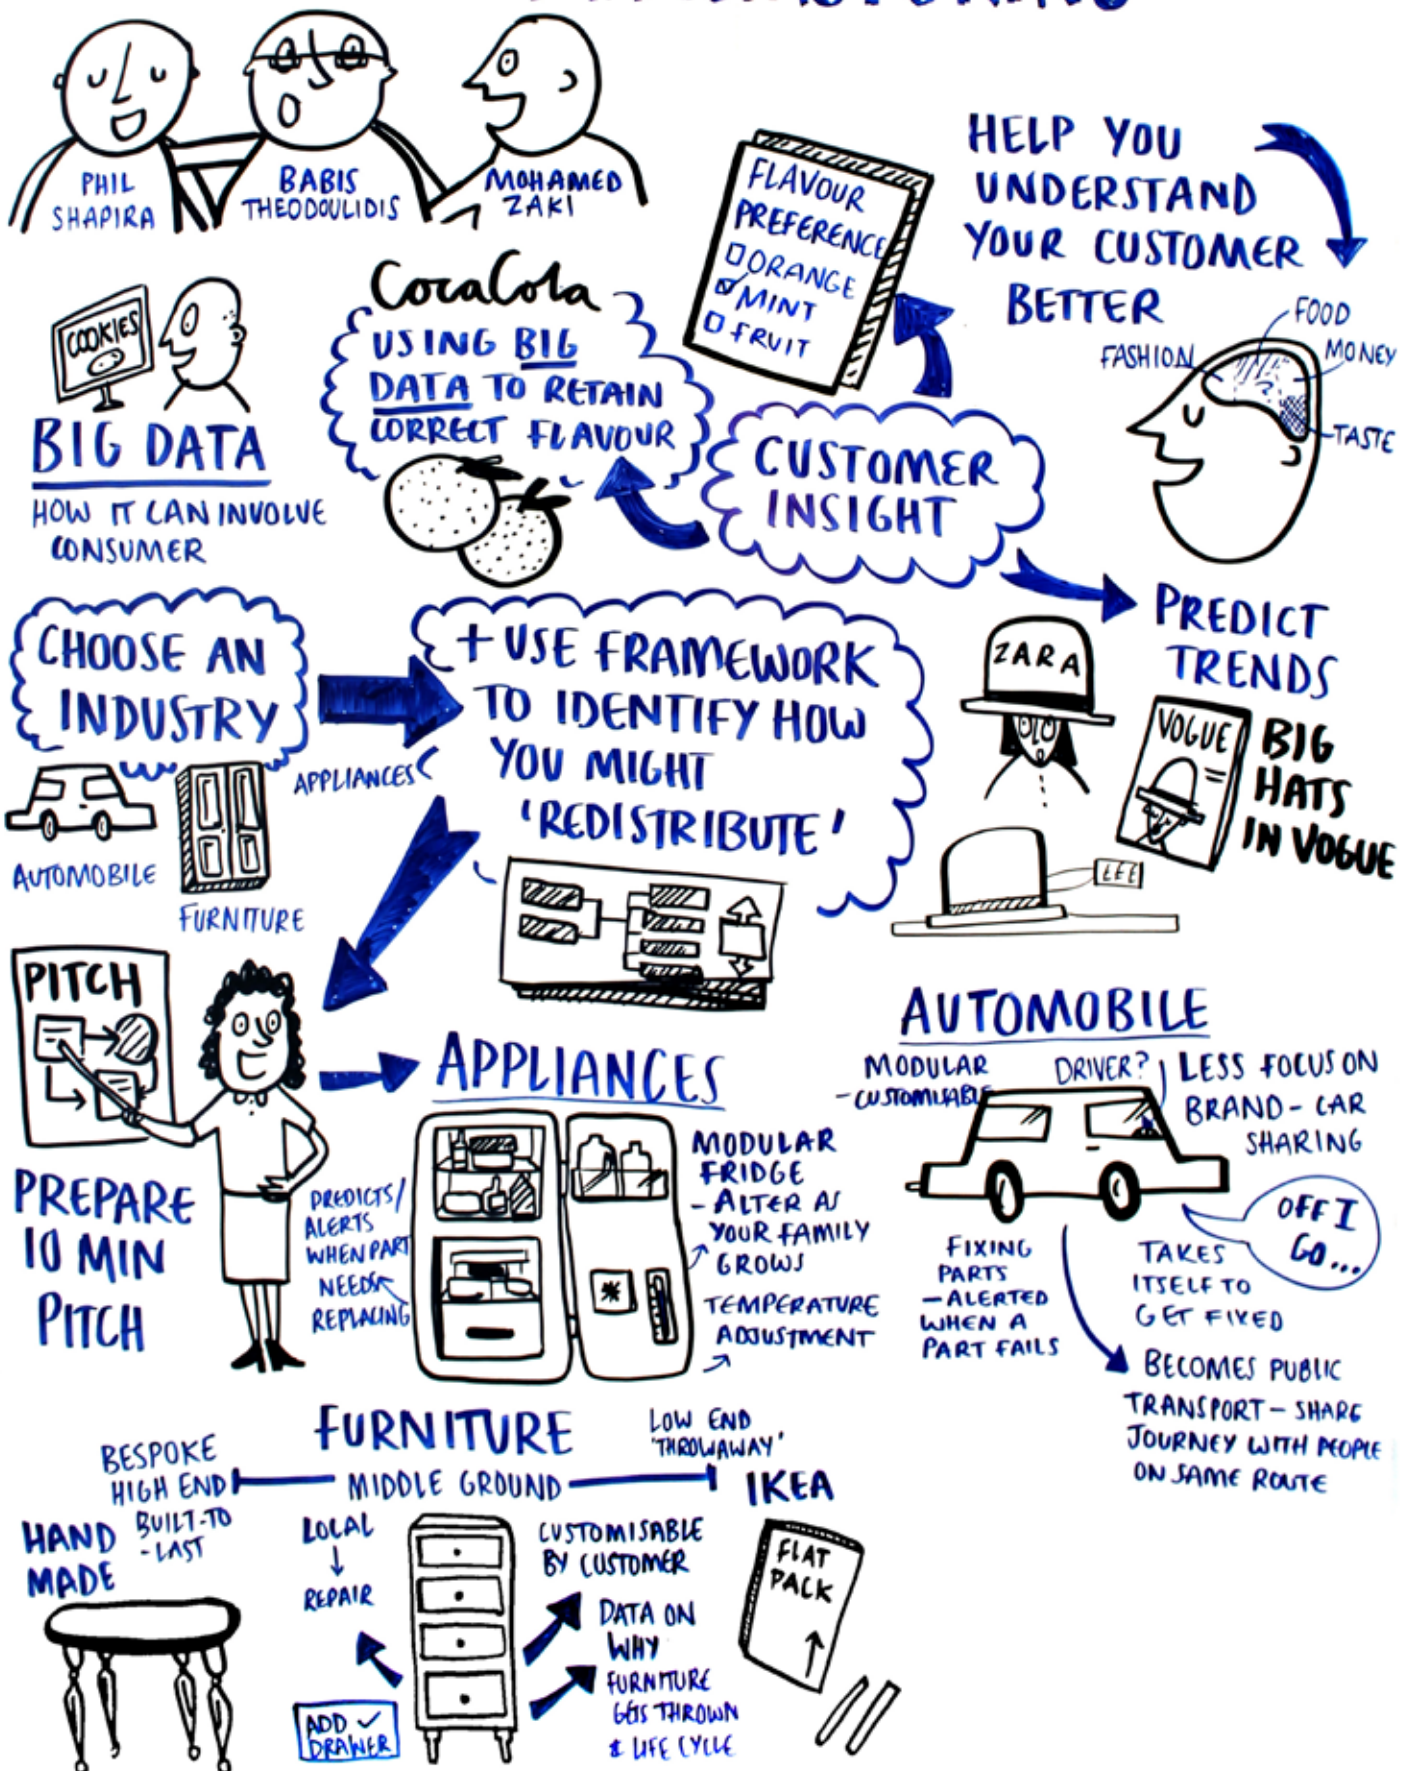 PHIL
SHAPIRA
BABIS
THEODOULIDIS
MOHAMED
ZAKI
COOKIES
BIG DATA
HOW IT CAN INVOLVE
CONSUMER
CocaCola
USING BIG
DATA TO RETAIN
CORRECT FLAVOUR
FLAVOUR
PREFERENCE
ORANGE
MINT
FRUIT
HELP YOU
UNDERSTAND
YOUR CUSTOMER
BETTER
FOOD
FASHION
MONEY
TASTE
CUSTOMER
INSIGHT
PREDICT
TRENDS
ZARA
VOGUE
BIG
HATS
IN VOGUE
£££
CHOOSE AN
INDUSTRY
AUTOMOBILE
FURNITURE
APPLIANCES
+ USE FRAMEWORK
TO IDENTIFY HOW
YOU MIGHT
'REDISTRIBUTE'
PITCH
PREPARE
10 MIN
PITCH
APPLIANCES
PREDICTS/
ALERTS
WHEN PART
NEEDS
REPLACING
MODULAR
FRIDGE
- ALTER AS
YOUR FAMILY
GROWS
TEMPERATURE
ADJUSTMENT
AUTOMOBILE
MODULAR
- CUSTOMISABLE
DRIVER?
LESS FOCUS ON
BRAND - CAR
SHARING
OFF I
GO...
FIXING
PARTS
- ALERTED
WHEN A
PART FAILS
TAKES
ITSELF TO
GET FIXED
BECOMES PUBLIC
TRANSPORT - SHARE
JOURNEY WITH PEOPLE
ON SAME ROUTE
FURNITURE
BESPOKE
HIGH END
BUILT-TO
- LAST
MIDDLE GROUND
LOW END
'THROWAWAY'
IKEA
HAND
MADE
LOCAL
REPAIR
ADD ✓
DRAWER
CUSTOMISABLE
BY CUSTOMER
DATA ON
WHY
FURNITURE
GETS THROWN
& LIFE CYCLE
FLAT
PACK